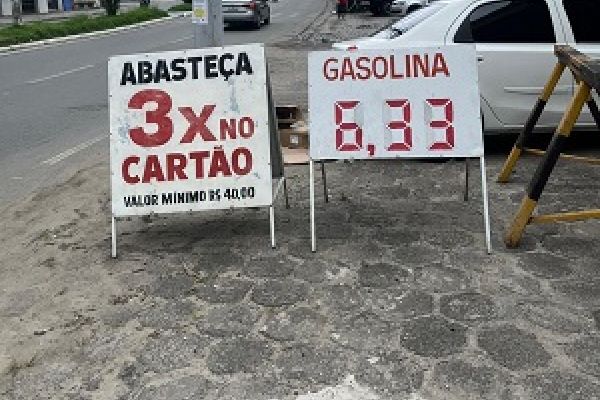 ABASTEÇA
3X NO
CARTÃO
VALOR MÍNIMO R$ 40,00
GASOLINA
6,33